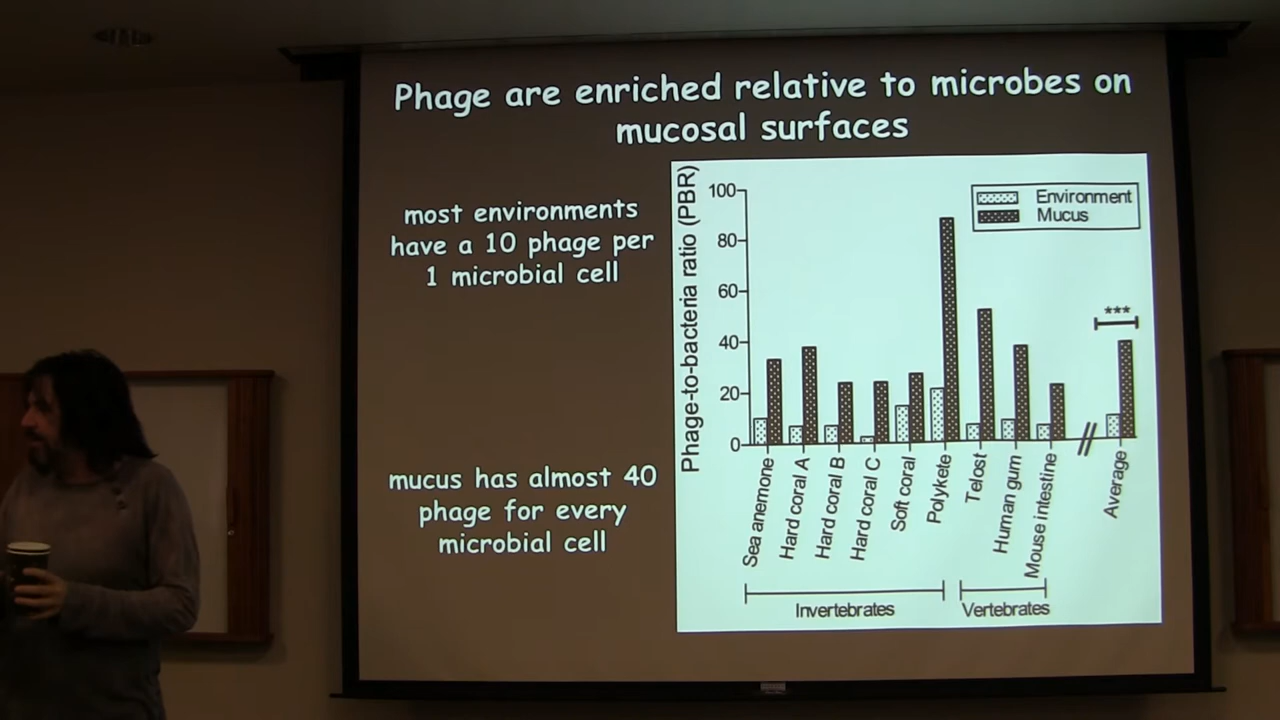 Phage are enriched relative to microbes on
mucosal surfaces
most environments
have a 10 phage per
1 microbial cell
mucus has almost 40
phage for every
microbial cell
Phage-to-bacteria ratio (PBR)
100
80
60
40
20
0
Environment
Mucus
***
Sea anemone
Hard coral A
Hard coral B
Hard coral C
Soft coral
Polykete
Telost
Human gum
Mouse intestine
Average
Invertebrates
Vertebrates